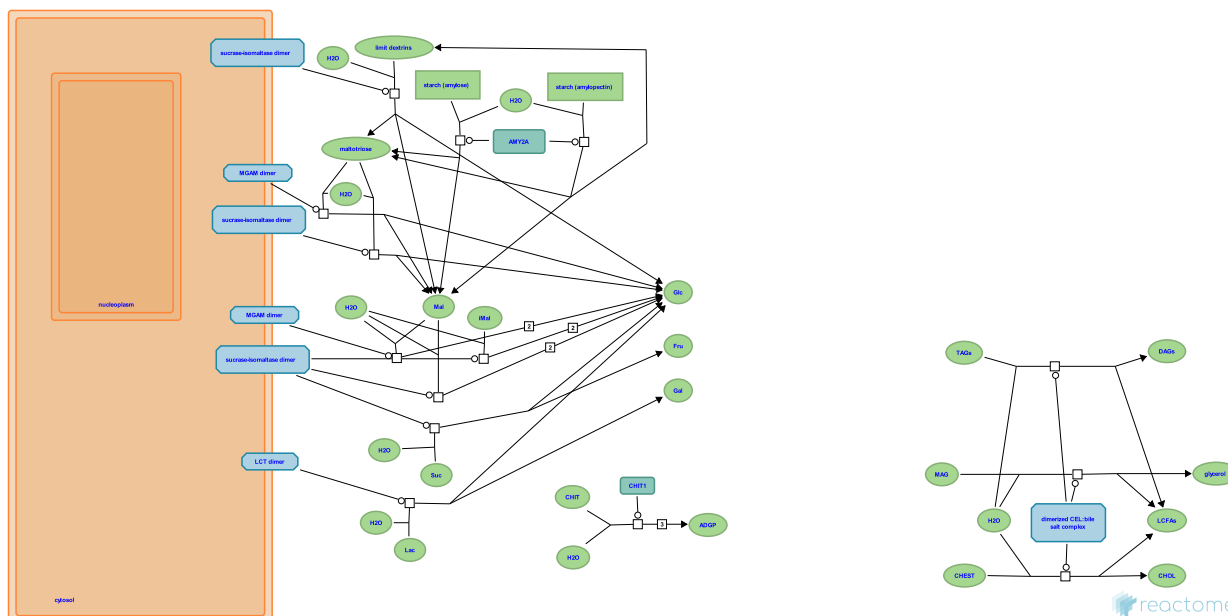 sucrase-isomaltase dimer
H2O
limit dextrins
starch (amylose)
H2O
starch (amylopectin)
AMY2A
maltotriose
MGAM dimer
H2O
sucrase-isomaltase dimer
nucleoplasm
MGAM dimer
H2O
Mal
iMal
Glc
2
2
2
sucrase-isomaltase dimer
Fru
Gal
H2O
Suc
LCT dimer
H2O
Lac
CHIT
CHIT1
H2O
3
ADGP
TAGs
DAGs
MAG
glycerol
H2O
dimerized CEL:bile
salt complex
LCFAs
CHEST
CHOL
cytosol
reactome